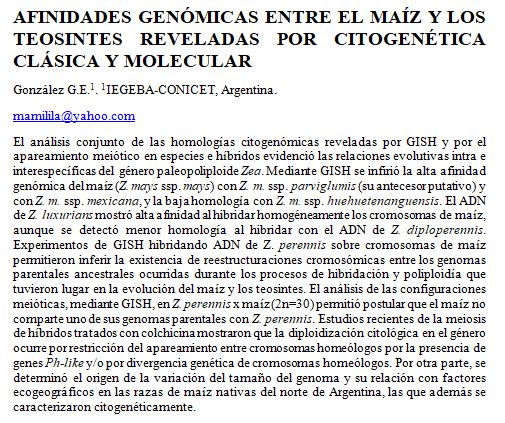 AFINIDADES GENÓMICAS ENTRE EL MAÍZ Y LOS
TEOSINTES REVELADAS POR CITOGENÉTICA
CLÁSICA Y MOLECULAR
González G.E.¹. ¹IEGEBA-CONICET, Argentina.
mamilila@yahoo.com
El análisis conjunto de las homologías citogenómicas reveladas por GISH y por el
apareamiento meiótico en especies e híbridos evidenció las relaciones evolutivas intra e
interespecíficas del género paleopoliploide Zea. Mediante GISH se infirió la alta afinidad
genómica del maíz (Z. mays ssp. mays) con Z. m. ssp. parviglumis (su antecesor putativo) y
con Z. m. ssp. mexicana, y la baja homología con Z. m. ssp. huehuetenanguensis. El ADN
de Z. luxurians mostró alta afinidad al hibridar homogéneamente los cromosomas de maíz,
aunque se detectó menor homología al hibridar con el ADN de Z. diploperennis.
Experimentos de GISH hibridando ADN de Z. perennis sobre cromosomas de maíz
permitieron inferir la existencia de reestructuraciones cromosómicas entre los genomas
parentales ancestrales ocurridas durante los procesos de hibridación y poliploidía que
tuvieron lugar en la evolución del maíz y los teosintes. El análisis de las configuraciones
meióticas, mediante GISH, en Z. perennis x maíz (2n=30) permitió postular que el maíz no
comparte uno de sus genomas parentales con Z. perennis. Estudios recientes de la meiosis
de híbridos tratados con colchicina mostraron que la diploidización citológica en el género
ocurre por restricción del apareamiento entre cromosomas homeólogos por la presencia de
genes Ph-like y/o por divergencia genética de cromosomas homeólogos. Por otra parte, se
determinó el origen de la variación del tamaño del genoma y su relación con factores
ecogeográficos en las razas de maíz nativas del norte de Argentina, las que además se
caracterizaron citogenéticamente.